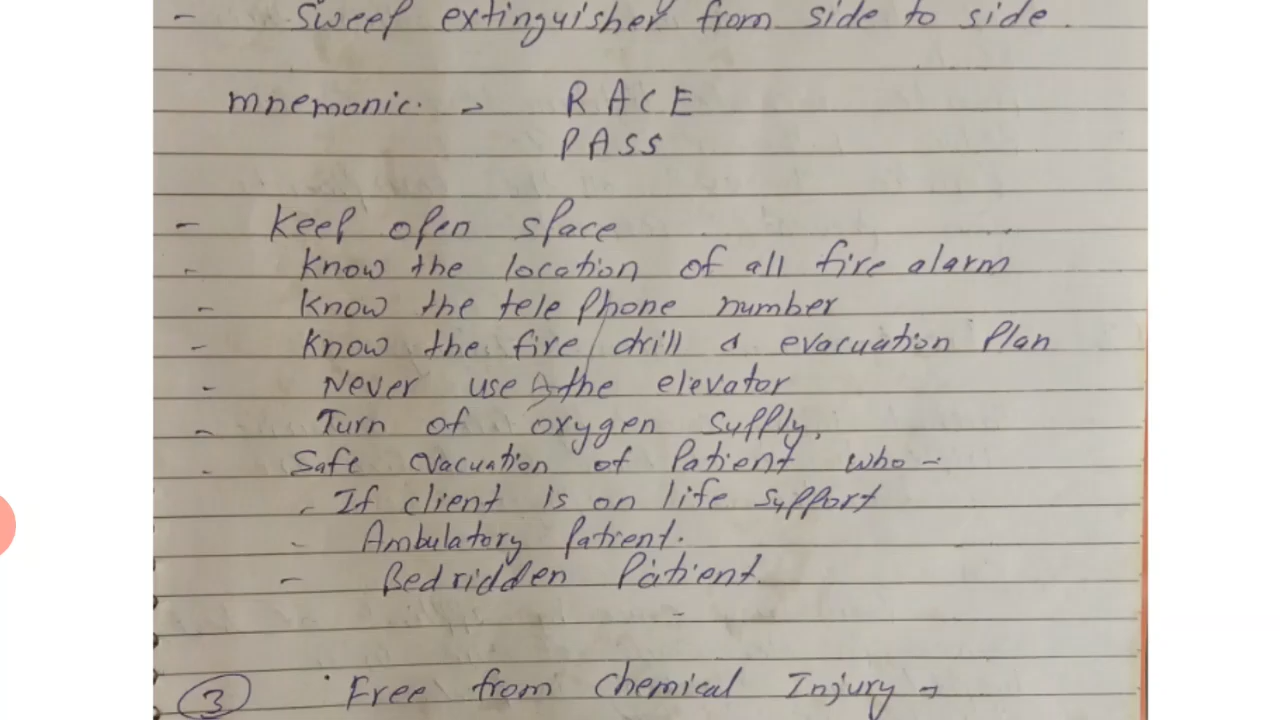 - Sweep extinguisher from side to side.
mnemonic. → RACE
PASS
- Keep open space
- Know the location of all fire alarm
- Know the telephone number
- Know the fire drill & evacuation Plan
- Never use the elevator
- Turn of oxygen supply.
- Safe evacuation of Patient who -
- If client is on life support
- Ambulatory Patient.
- Bedridden Patient.
③ Free from Chemical Injury →